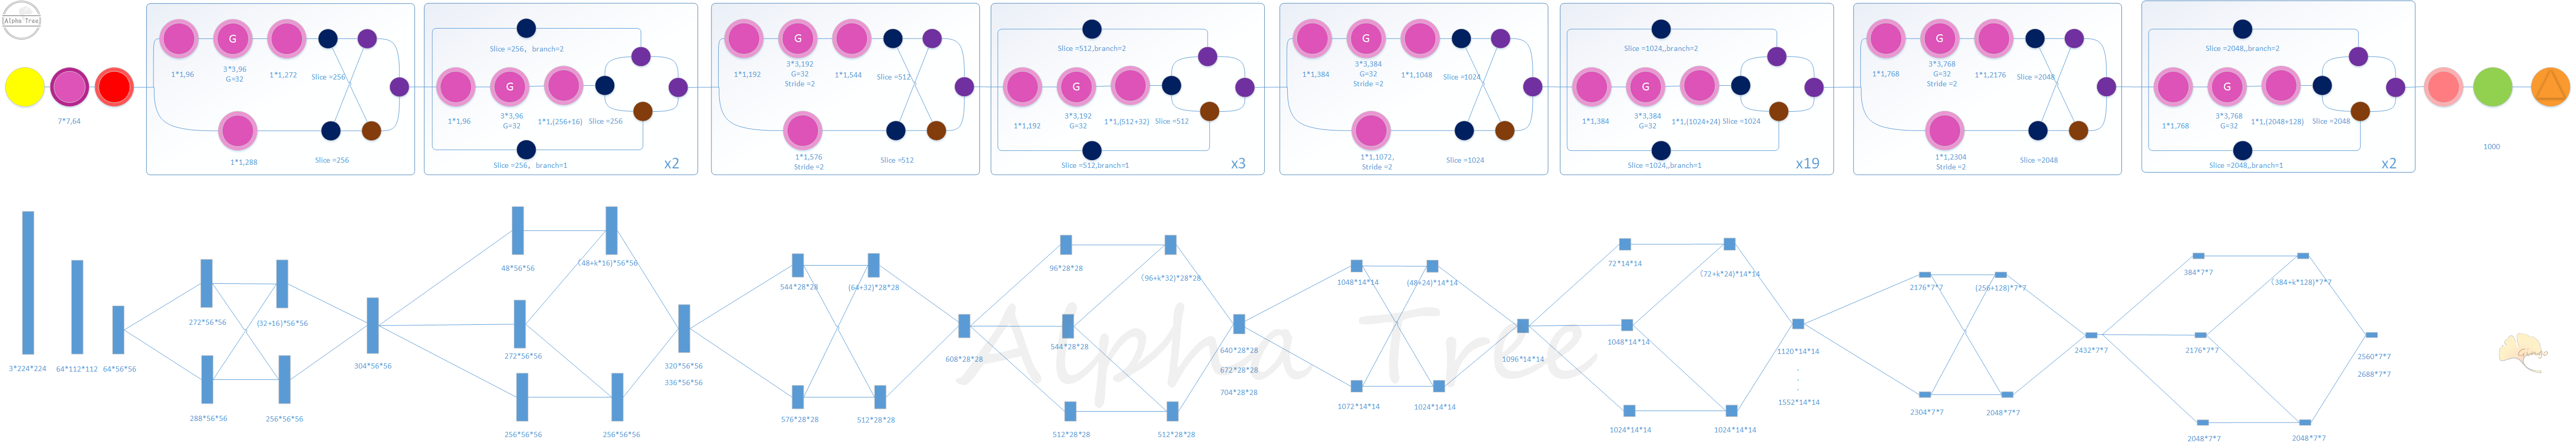 Alpha Tree
7*7,64
G
1*1,96
3*3,96
G=32
1*1,272
Slice =256
1*1,288
Slice =256
Slice =256, branch=2
G
1*1,96
3*3,96
G=32
1*1,(256+16)
Slice =256
Slice =256, branch=1
x2
G
1*1,192
3*3,192
G=32
Stride =2
1*1,544
Slice =512
1*1,576
Stride =2
Slice =512
Slice =512,branch=2
G
1*1,192
3*3,192
G=32
1*1,(512+32)
Slice =512
Slice =512,branch=1
x3
G
1*1,384
3*3,384
G=32
Stride =2
1*1,1048
Slice =1024
1*1,1072,
Stride =2
Slice =1024
Slice =1024,,branch=2
G
1*1,384
3*3,384
G=32
1*1,(1024+24)
Slice =1024
Slice =1024,,branch=1
x19
G
1*1,768
3*3,768
G=32
Stride =2
1*1,2176
Slice =2048
1*1,2304
Stride =2
Slice =2048
Slice =2048,,branch=2
G
1*1,768
3*3,768
G=32
1*1,(2048+128)
Slice =2048
Slice =2048,,branch=1
x2
1000
3*224*224
64*112*112
64*56*56
272*56*56
(32+16)*56*56
288*56*56
256*56*56
304*56*56
48*56*56
(48+k*16)*56*56
272*56*56
256*56*56
256*56*56
320*56*56
336*56*56
544*28*28
(64+32)*28*28
576*28*28
512*28*28
608*28*28
96*28*28
(96+k*32)*28*28
544*28*28
512*28*28
512*28*28
640*28*28
672*28*28
704*28*28
1048*14*14
(48+24)*14*14
1072*14*14
1024*14*14
1096*14*14
72*14*14
(72+k*24)*14*14
1048*14*14
1024*14*14
1024*14*14
1120*14*14
.
.
.
1552*14*14
2176*7*7
(256+128)*7*7
2304*7*7
2048*7*7
2432*7*7
384*7*7
(384+k*128)*7*7
2176*7*7
2048*7*7
2048*7*7
2560*7*7
2688*7*7
Alpha Tree
Gingo